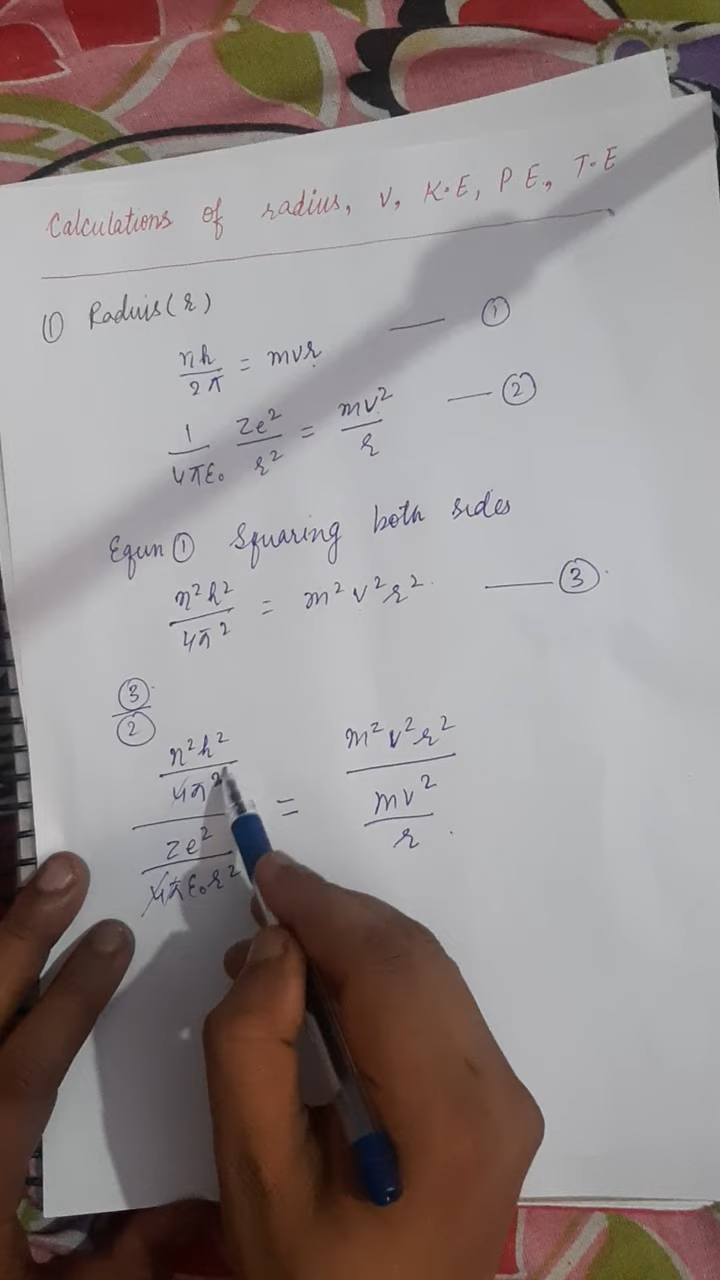 Calculations of radius, v, K.E, P E., T.E
① Raduis(r)
nh/2π = mvr —— ①
1/4πε₀ Ze²/r² = mv²/r —— ②
Equn ① Squaring both sides
n²h²/4π² = m²v²r². —— ③
③/②
(n²h²/4π²)/(Ze²/4πε₀r²) = (m²v²r²)/(mv²/r).